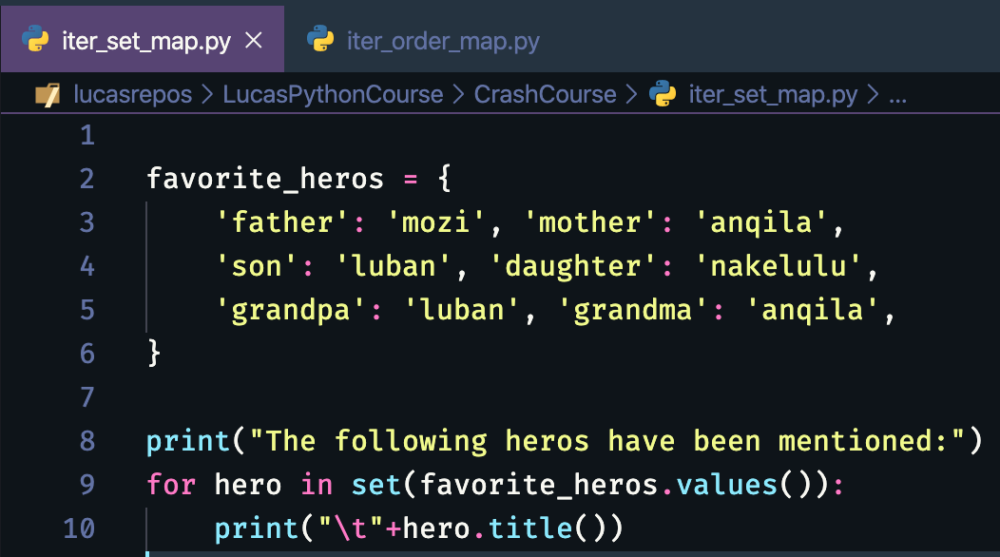 iter_set_map.py × iter_order_map.py
lucasrepos > LucasPythonCourse > CrashCourse > iter_set_map.py > ...
1
2 favorite_heros = {
3     'father': 'mozi', 'mother': 'anqila',
4     'son': 'luban', 'daughter': 'nakelulu',
5     'grandpa': 'luban', 'grandma': 'anqila',
6 }
7
8 print("The following heros have been mentioned:")
9 for hero in set(favorite_heros.values()):
10     print("\t"+hero.title())